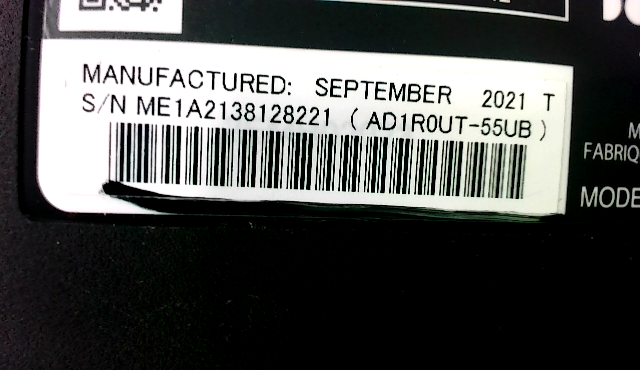 MANUFACTURED: SEPTEMBER 2021 T
S/N ME1A2138128221 ( AD1R0UT-55UB )
FABRIQ
MODE